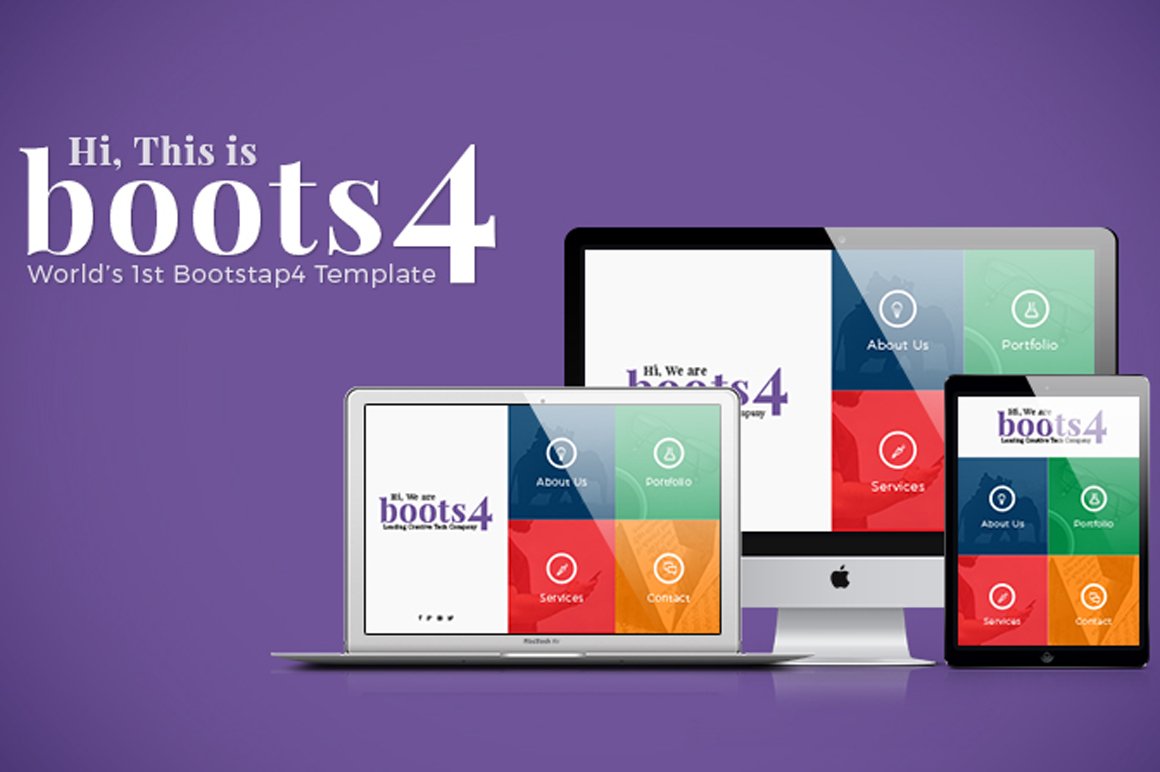 Hi, This is
boots4
World's 1st Bootstap4 Template
Hi, We are
boots4
About Us
Portfolio
Services
Hi, We are
boots4
Leading Creative Tech Company
About Us
Portfolio
Services
Contact
MacBook Air
Hi, We are
boots4
Leading Creative Tech Company
About Us
Portfolio
Services
Contact